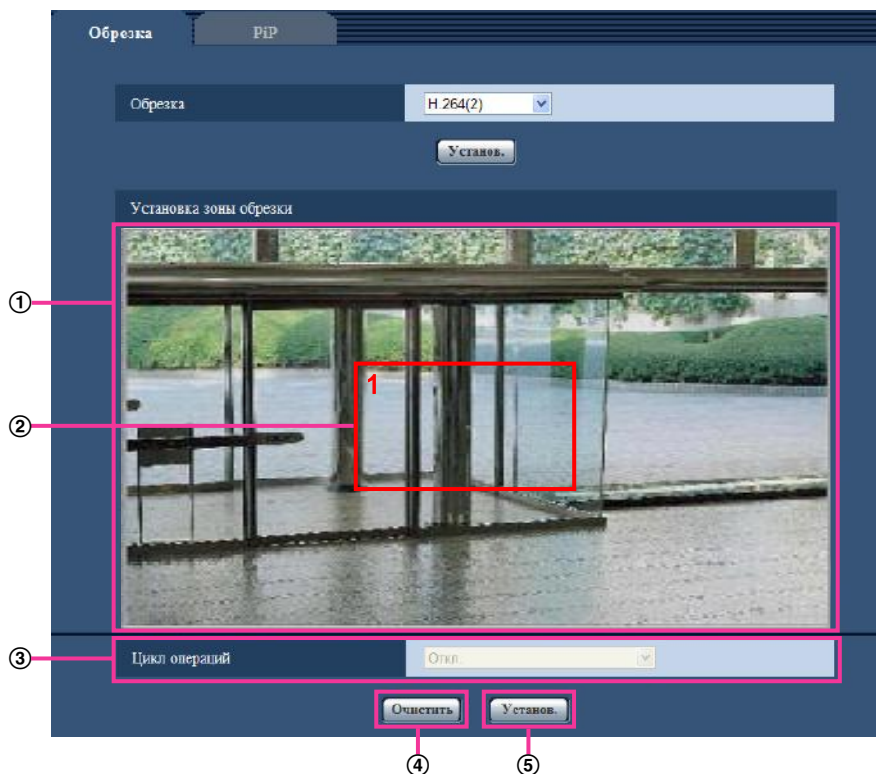 Обрезка PiP
Обрезка H.264(2)
Установ.
Установка зоны обрезки
①
1
②
③ Цикл операций Откл.
Очистить Установ.
④ ⑤